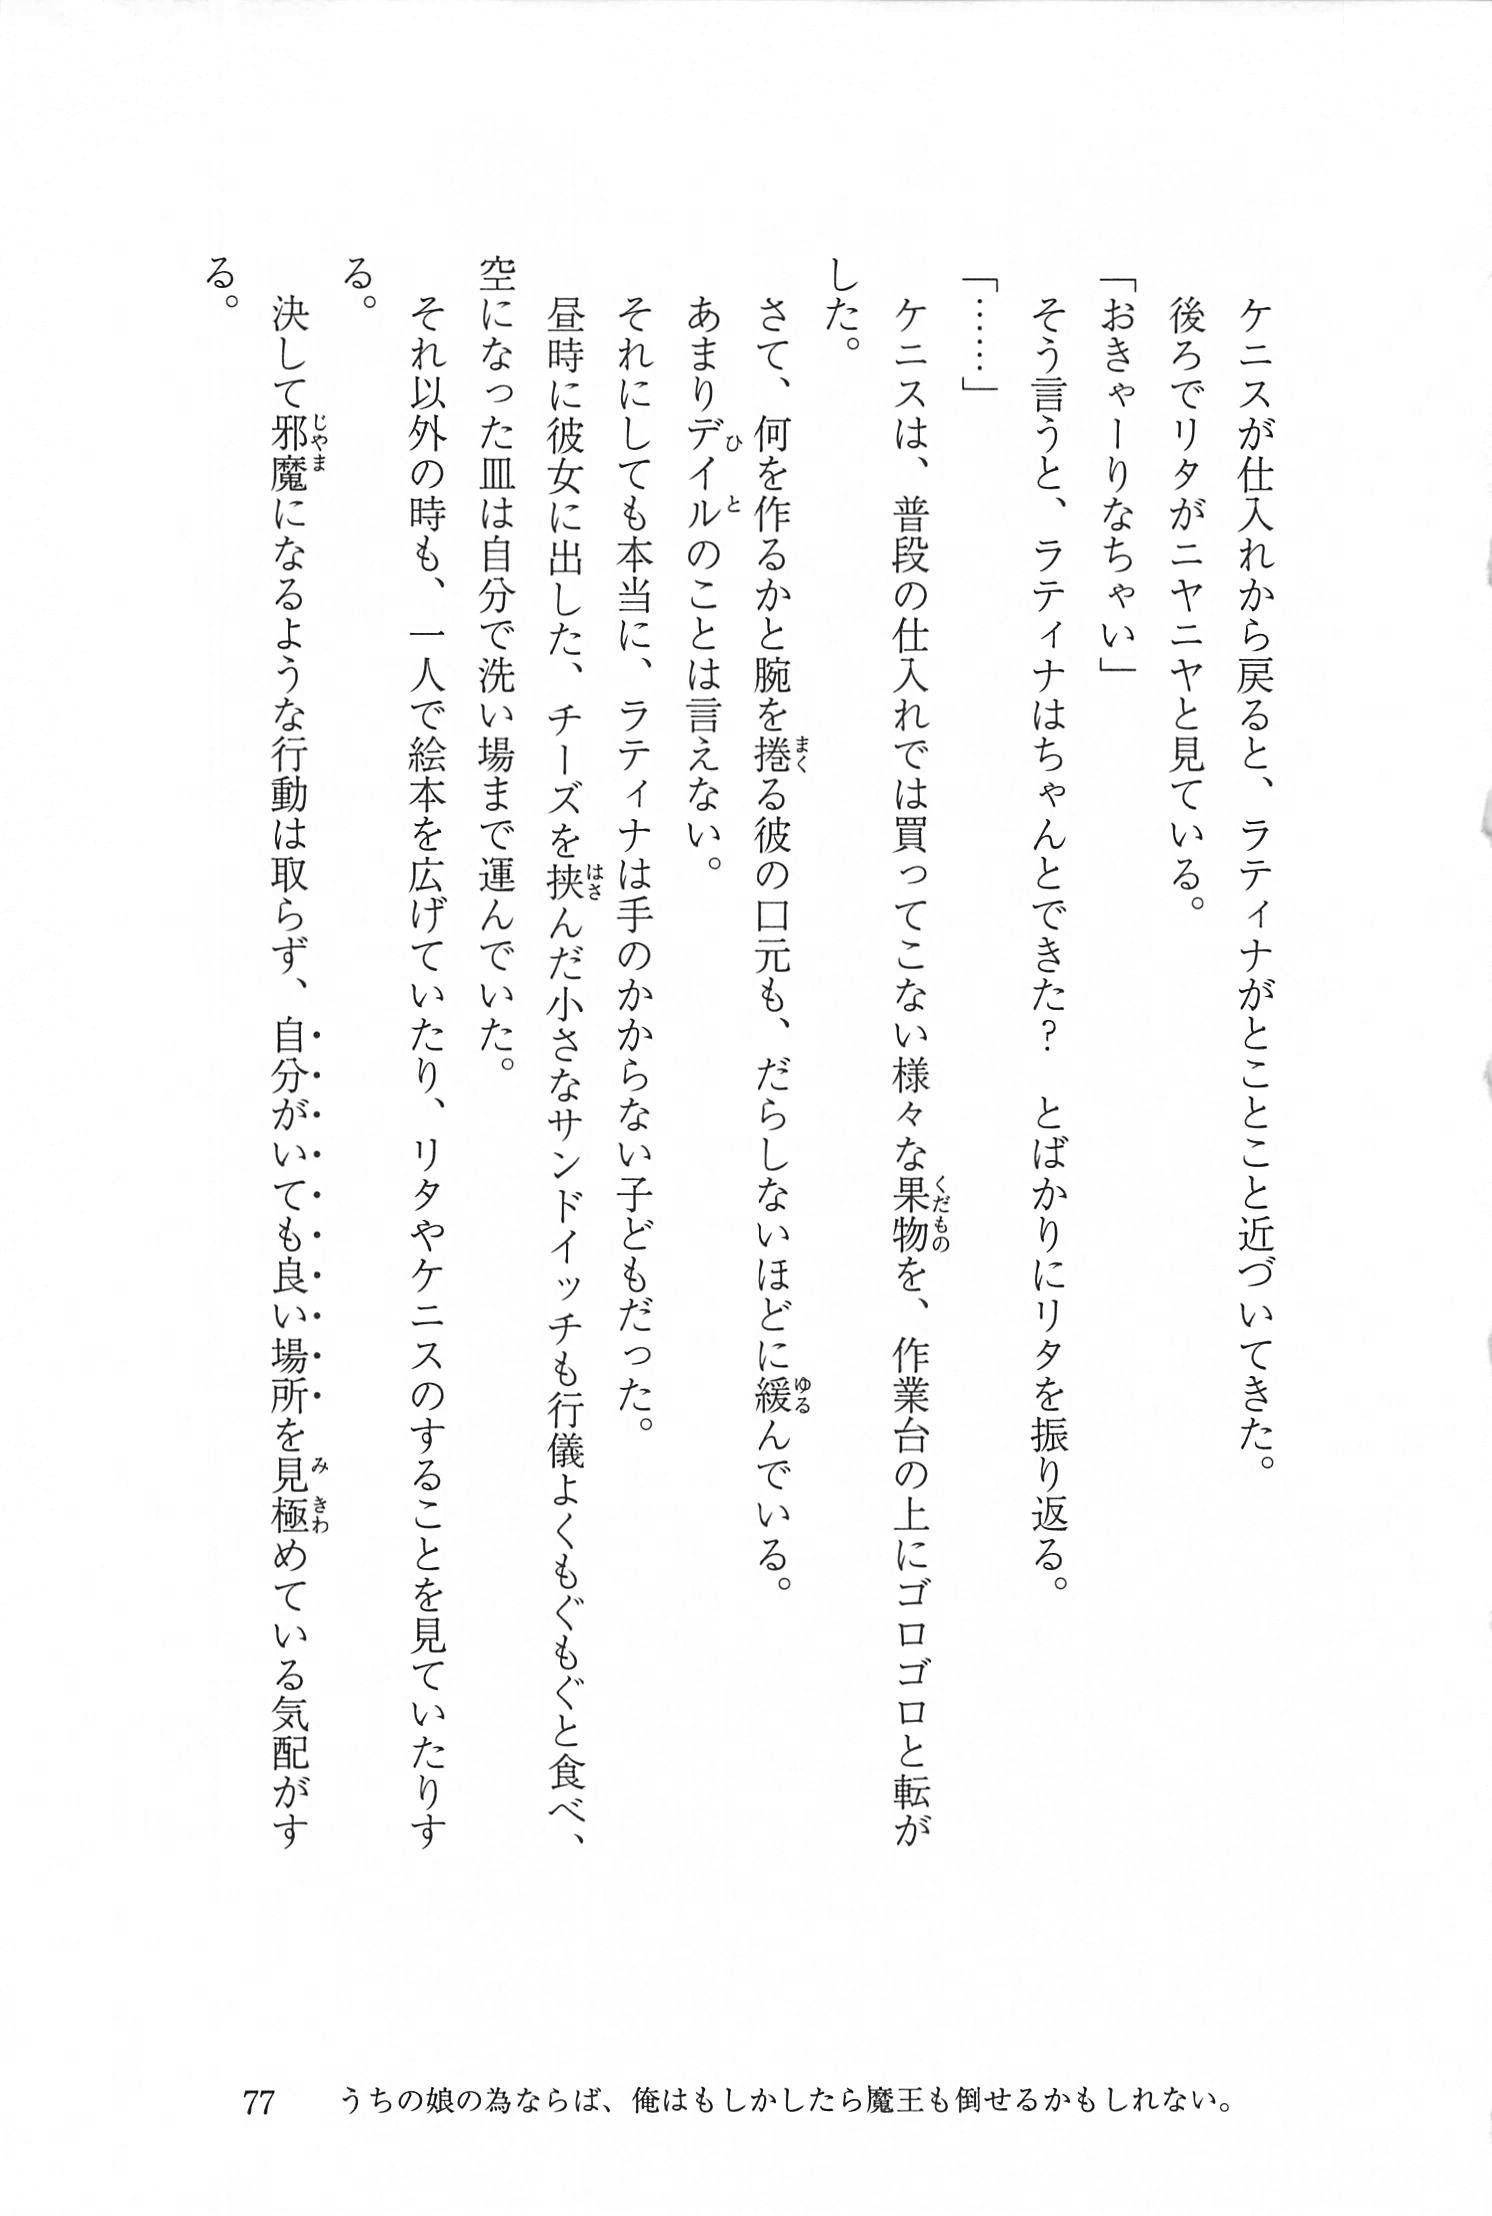 ケニスが仕入れから戻ると、ラティナがとことこと近づいてきた。
　後ろでリタがニヤニヤと見ている。
「おきゃーりなちゃい」
　そう言うと、ラティナはちゃんとできた？　とばかりにリタを振り返る。
「……」
　ケニスは、普段の仕入れでは買ってこない様々な果物を、作業台の上にゴロゴロと転が
した。
　さて、何を作るかと腕を捲る彼の口元も、だらしないほどに緩んでいる。
　あまりデイルのことは言えない。
　それにしても本当に、ラティナは手のかからない子どもだった。
　昼時に彼女に出した、チーズを挟んだ小さなサンドイッチも行儀よくもぐもぐと食べ、
空になった皿は自分で洗い場まで運んでいた。
　それ以外の時も、一人で絵本を広げていたり、リタやケニスのすることを見ていたりす
る。
　決して邪魔になるような行動は取らず、自分がいても良い場所を見極めている気配がす
る。
77　うちの娘の為ならば、俺はもしかしたら魔王も倒せるかもしれない。